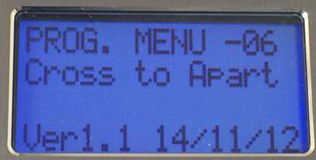 PROG. MENU -06
Cross to Apart
Ver1.1 14/11/12